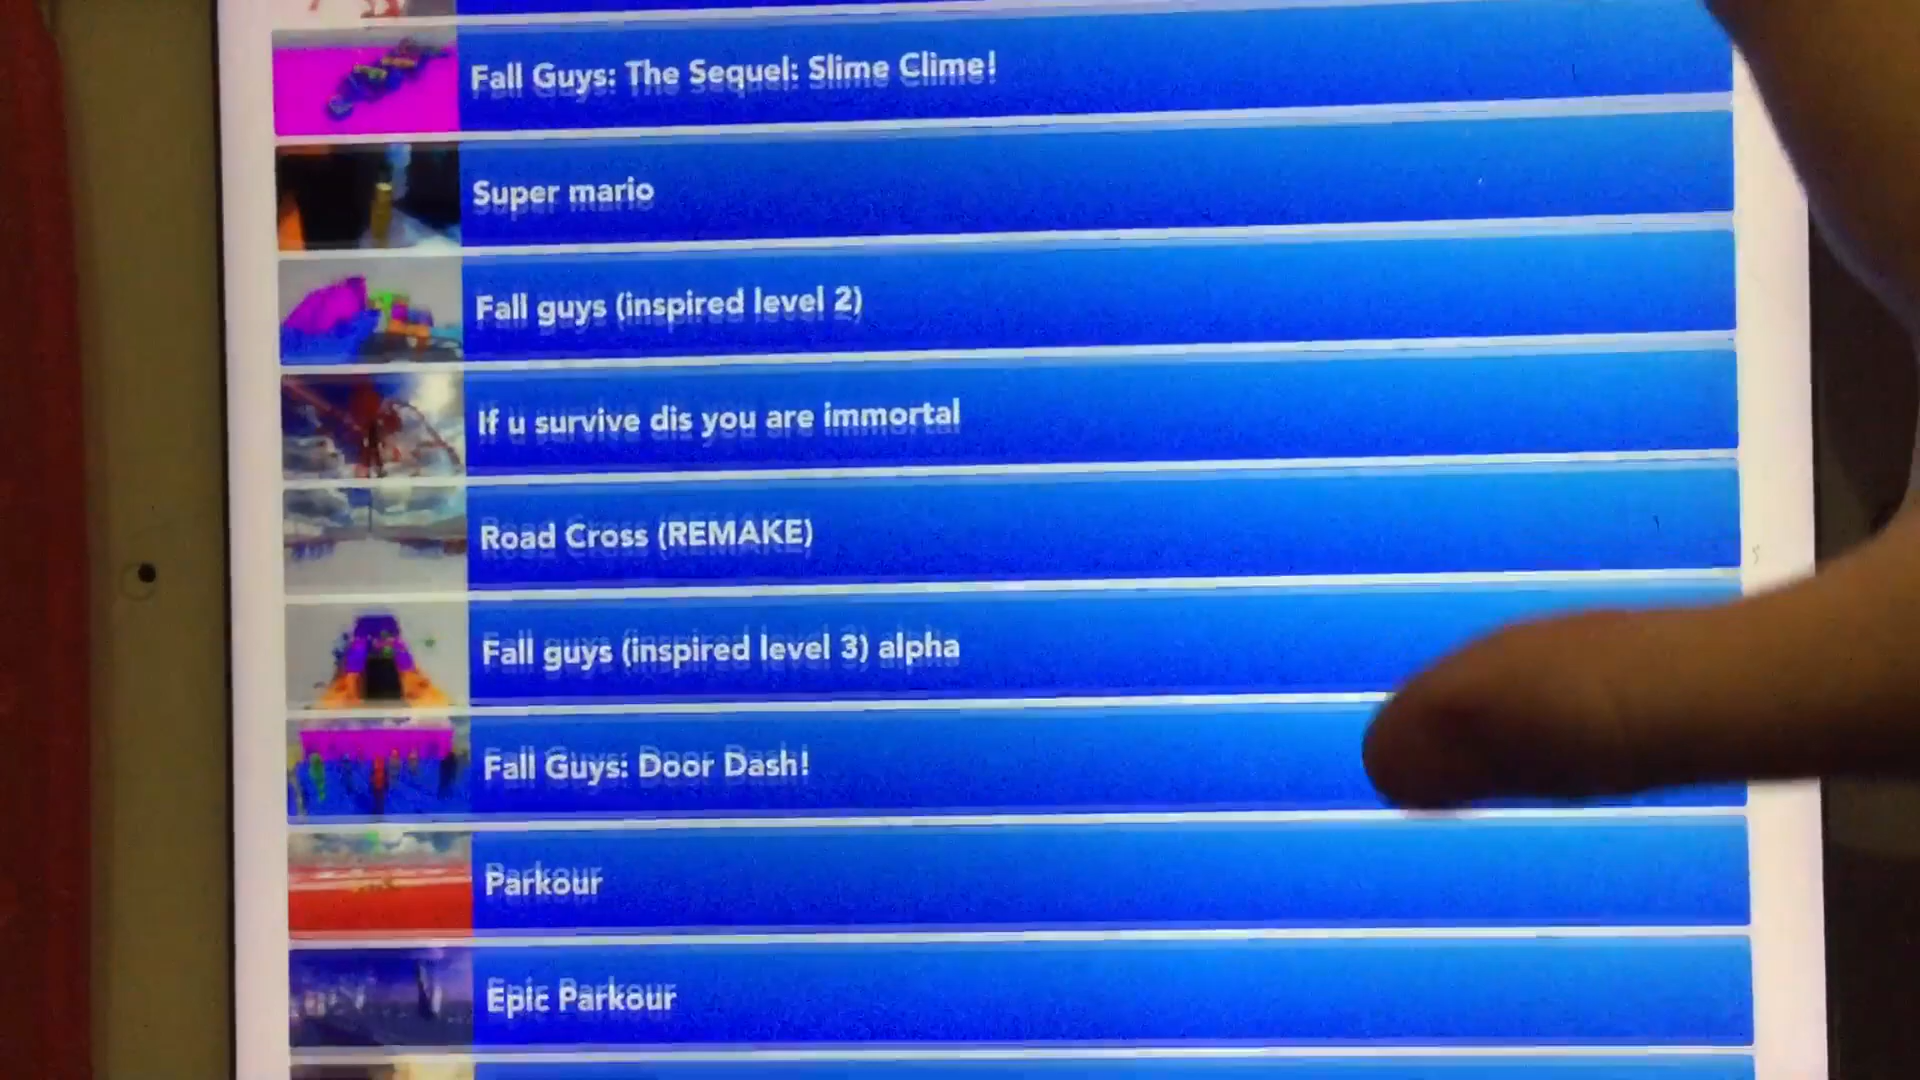 Fall Guys: The Sequel: Slime Clime!
Super mario
Fall guys (inspired level 2)
If u survive dis you are immortal
Road Cross (REMAKE)
Fall guys (inspired level 3) alpha
Fall Guys: Door Dash!
Parkour
Epic Parkour